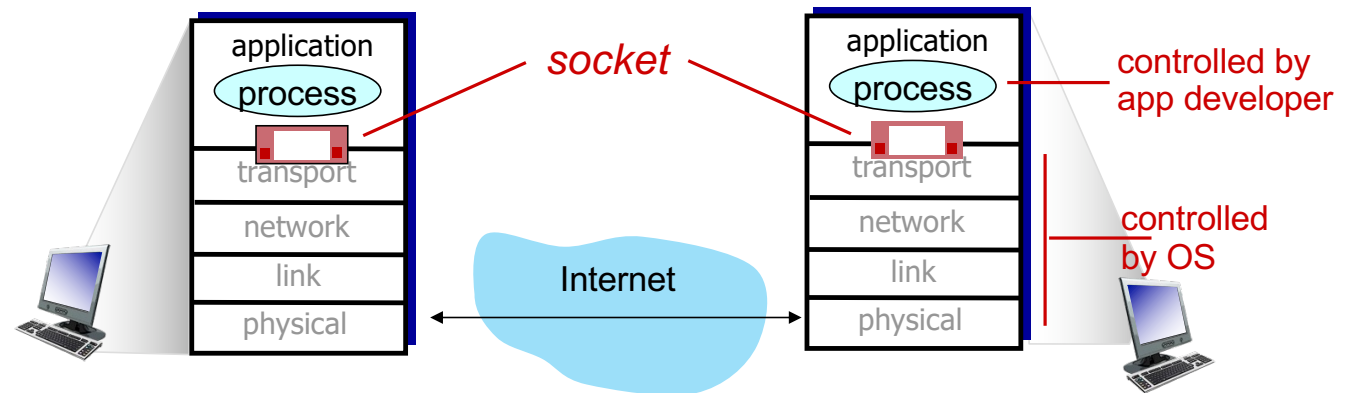 application
process
transport
network
link
physical
socket
Internet
application
process
transport
network
link
physical
controlled by
app developer
controlled
by OS